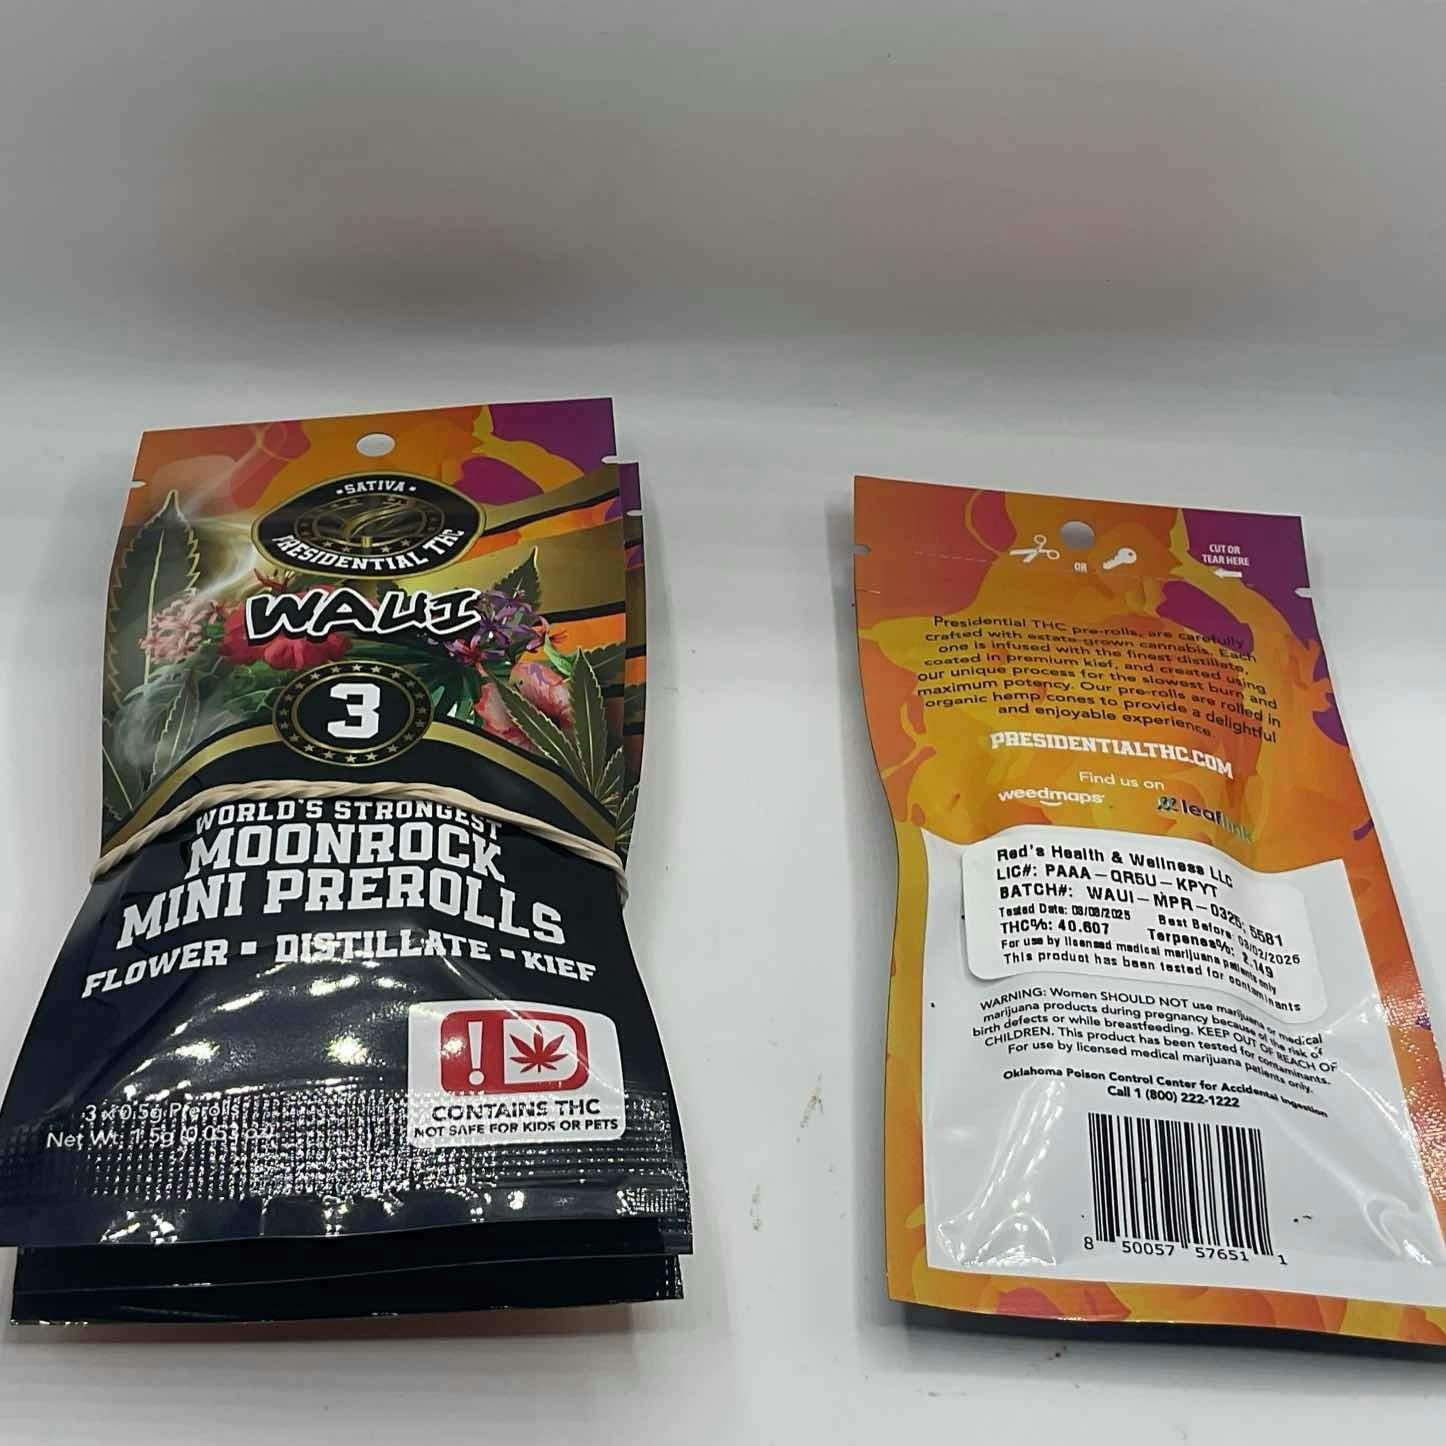 •SATIVA•
PRESIDENTIAL THC
WAUI
3
WORLD'S STRONGEST
MOONROCK
MINI PREROLLS
FLOWER ▪ DISTILLATE ▪ KIEF
CONTAINS THC
NOT SAFE FOR KIDS OR PETS
3 x 0.5g Prerolls
Net Wt. 1.5g (0.053 oz)
OR
CUT OR
TEAR HERE
Presidential THC pre-rolls, are carefully
crafted with estate-grown cannabis. Each
one is infused with the finest distillate,
coated in premium kief, and created using
our unique process for the slowest burn and
maximum potency. Our pre-rolls are rolled in
organic hemp cones to provide a delightful
and enjoyable experience.
PRESIDENTIALTHC.COM
Find us on
weedmaps leaflink
Red's Health & Wellness LLC
LIC#: PAAA-QR5U-KPYT
BATCH#: WAUI-MPR-0325-5581
Tested Date: Best Before:
THC%: 40.607 Terpenes%: 2.149
For use by licensed medical marijuana patients only
This product has been tested for contaminants
WARNING: Women SHOULD NOT use marijuana or medical
marijuana products during pregnancy because of the risk of
birth defects or while breastfeeding. KEEP OUT OF REACH OF
CHILDREN. This product has been tested for contaminants.
For use by licensed medical marijuana patients only.
Oklahoma Poison Control Center for Accidental Ingestion
Call 1 (800) 222-1222
8 50057 57651 1